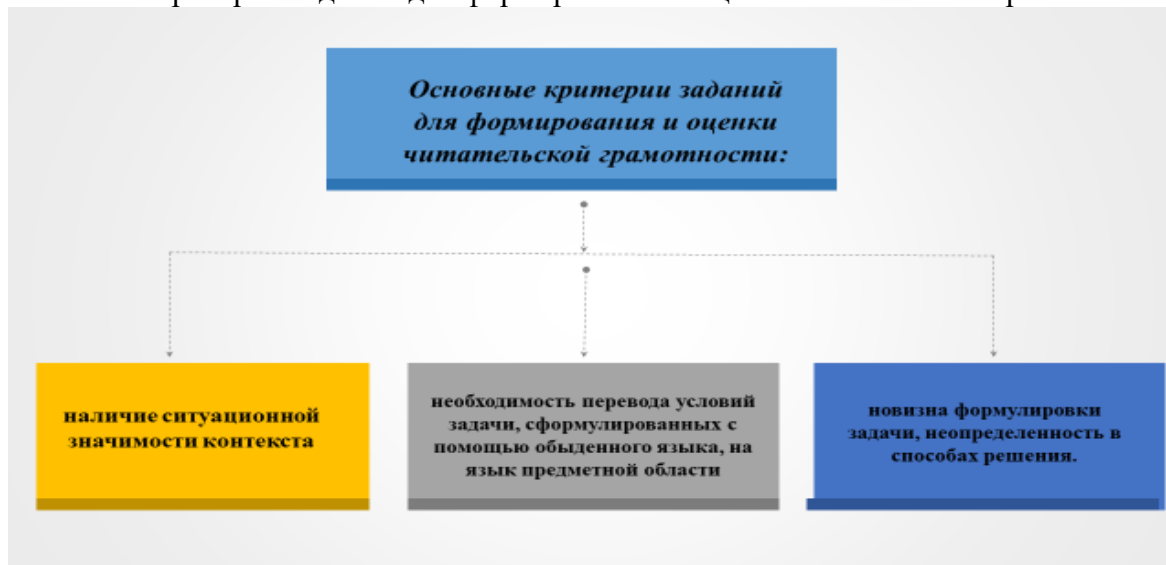 Основные критерии заданий
для формирования и оценки
читательской грамотности:
наличие ситуационной
значимости контекста
необходимость перевода условий
задачи, сформулированных с
помощью обыденного языка, на
язык предметной области
новизна формулировки
задачи, неопределенность в
способах решения.